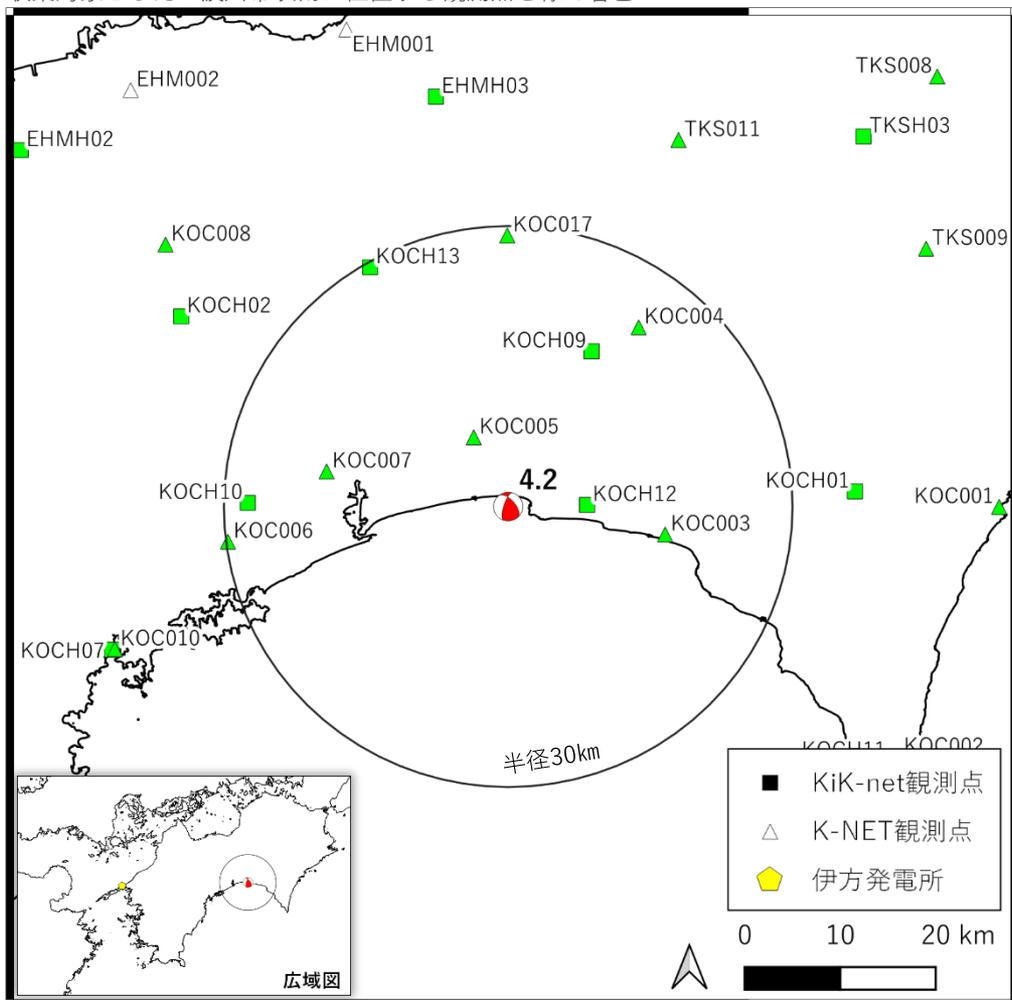 EHM001
EHM002
EHMH03
TKS008
EHMH02
TKS011
TKSH03
KOC008
KOC017
TKS009
KOCH13
KOCH02
KOC004
KOCH09
KOC005
KOC007
4.2
KOCH10
KOCH12
KOCH01
KOC001
KOC006
KOC003
KOCH07
KOC010
半径30km
KOCH11
KOC002
KiK-net観測点
K-NET観測点
伊方発電所
広域図
0 10 20 km